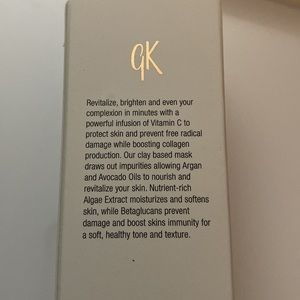 GK
Revitalize, brighten and even your
complexion in minutes with a
powerful infusion of Vitamin C to
protect skin and prevent free radical
damage while boosting collagen
production. Our clay based mask
draws out impurities allowing Argan
and Avocado Oils to nourish and
revitalize your skin. Nutrient-rich
Algae Extract moisturizes and softens
skin, while Betaglucans prevent
damage and boost skins immunity for
a soft, healthy tone and texture.